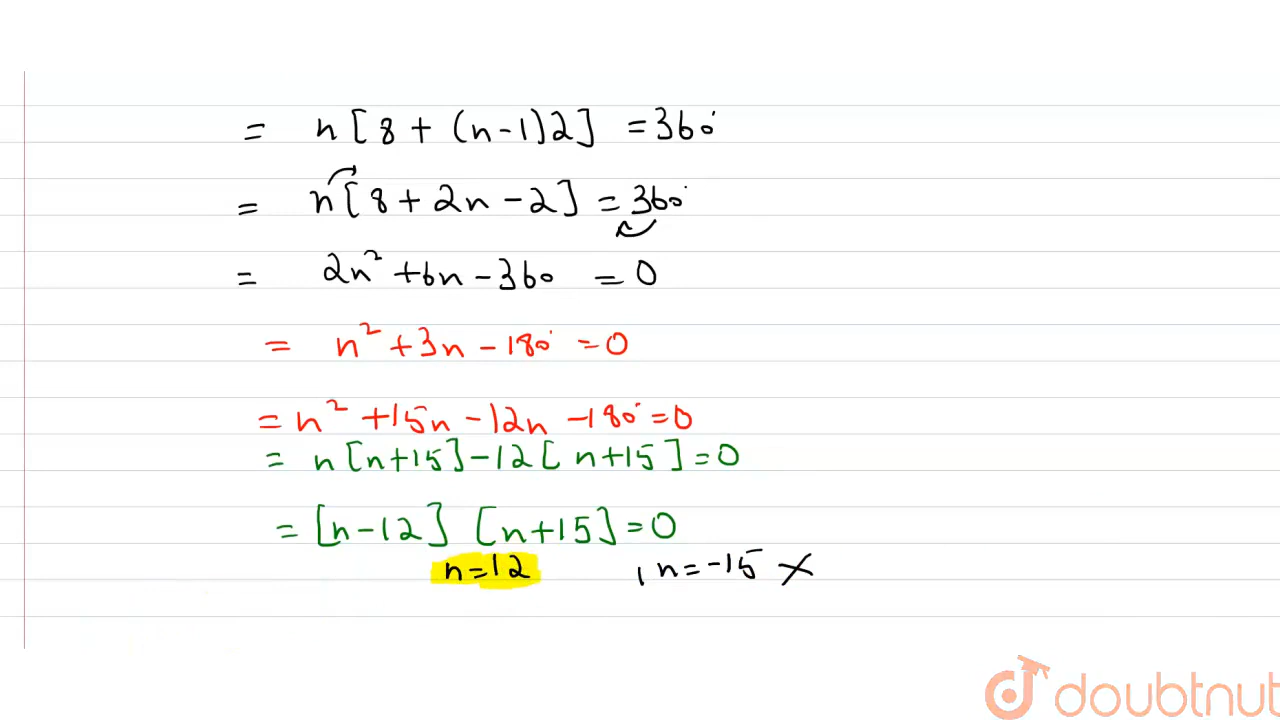 = n[8+(n-1)2] =360
= n[8+2n-2] =360
= 2n²+6n-360 =0
= n²+3n-180 =0
= n²+15n-12n-180=0
= n[n+15]-12[n+15]=0
= [n-12] [n+15]=0
n=12 , n=-15 ×
doubtnut